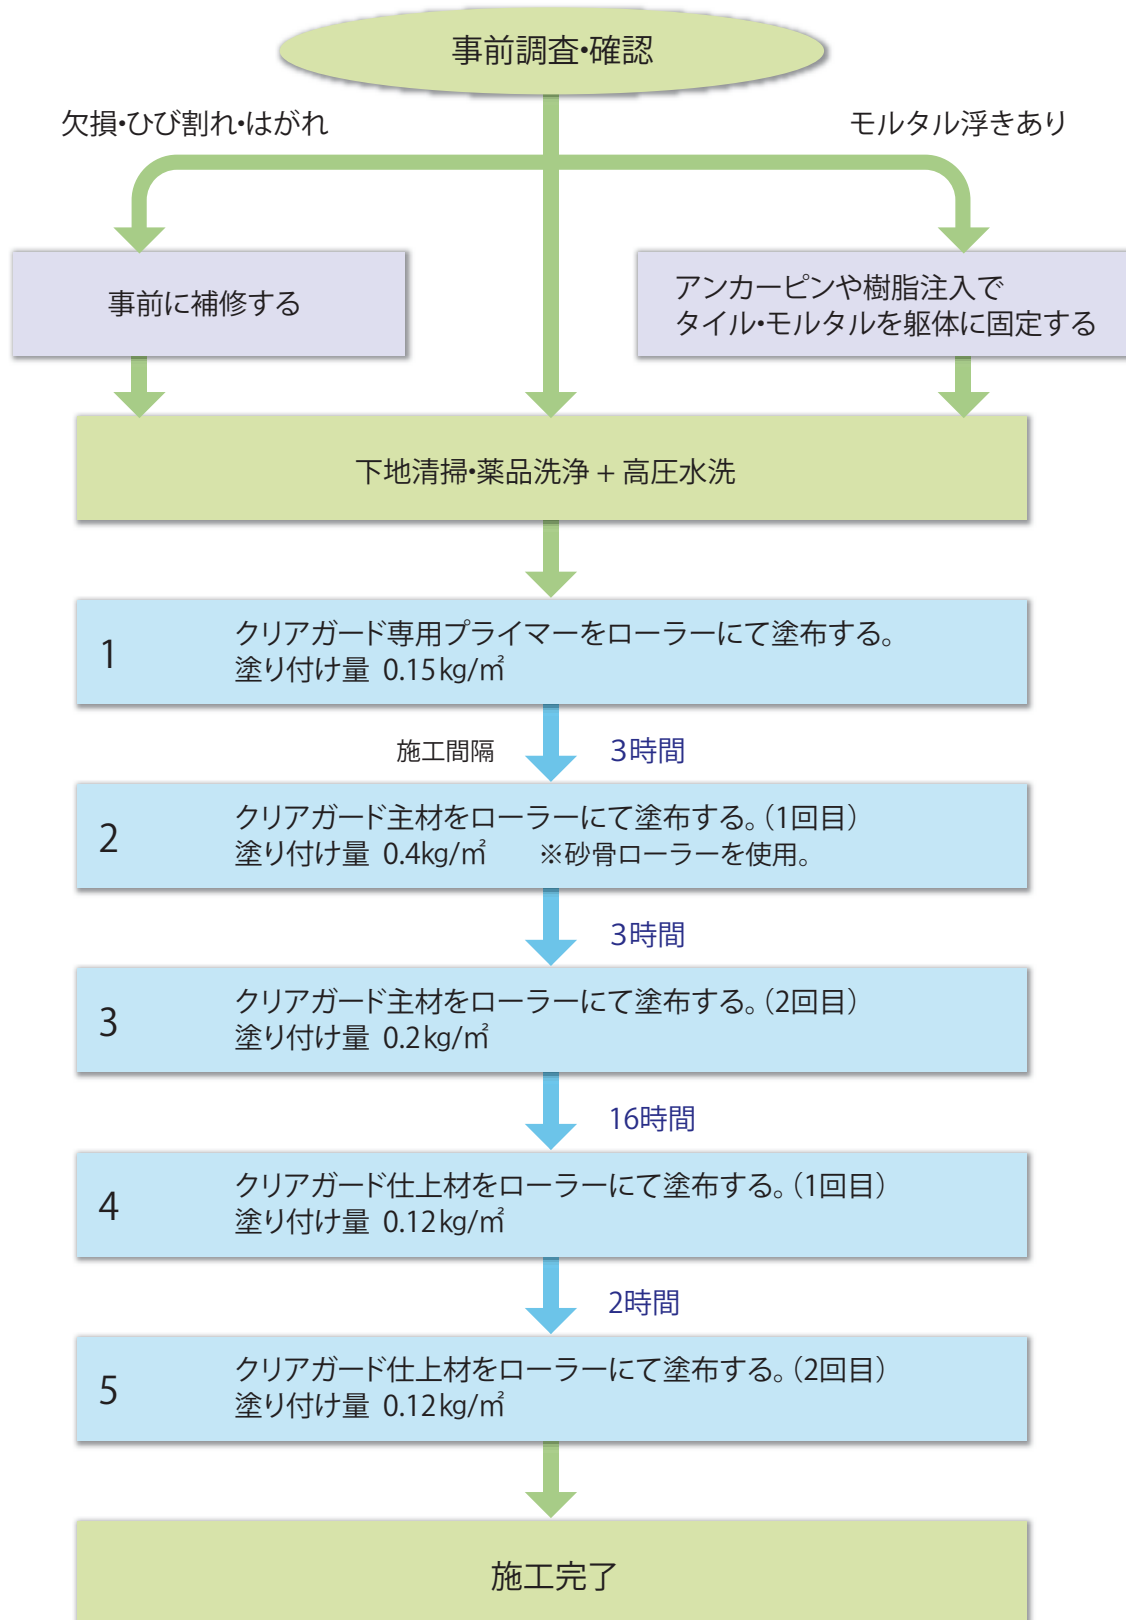 事前調査・確認
欠損・ひび割れ・はがれ
モルタル浮きあり
事前に補修する
アンカーピンや樹脂注入で
タイル・モルタルを躯体に固定する
下地清掃・薬品洗浄 + 高圧水洗
1
クリアガード専用プライマーをローラーにて塗布する。
塗り付け量 0.15kg/㎡
施工間隔 3時間
2
クリアガード主材をローラーにて塗布する。（1回目）
塗り付け量 0.4kg/㎡ ※砂骨ローラーを使用。
3時間
3
クリアガード主材をローラーにて塗布する。（2回目）
塗り付け量 0.2kg/㎡
16時間
4
クリアガード仕上材をローラーにて塗布する。（1回目）
塗り付け量 0.12kg/㎡
2時間
5
クリアガード仕上材をローラーにて塗布する。（2回目）
塗り付け量 0.12kg/㎡
施工完了